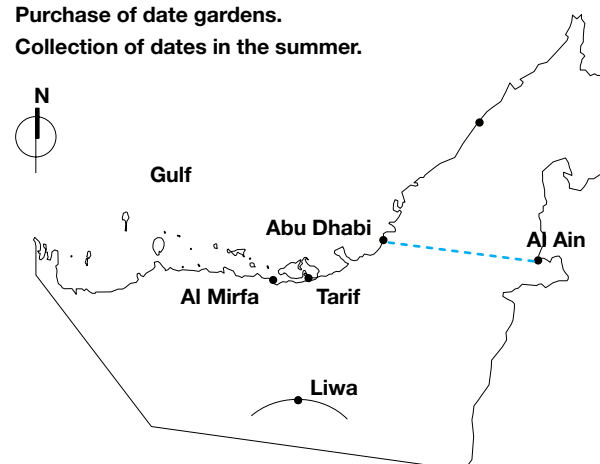 Purchase of date gardens.
Collection of dates in the summer.
N
Gulf
Abu Dhabi
Al Ain
Al Mirfa
Tarif
Liwa